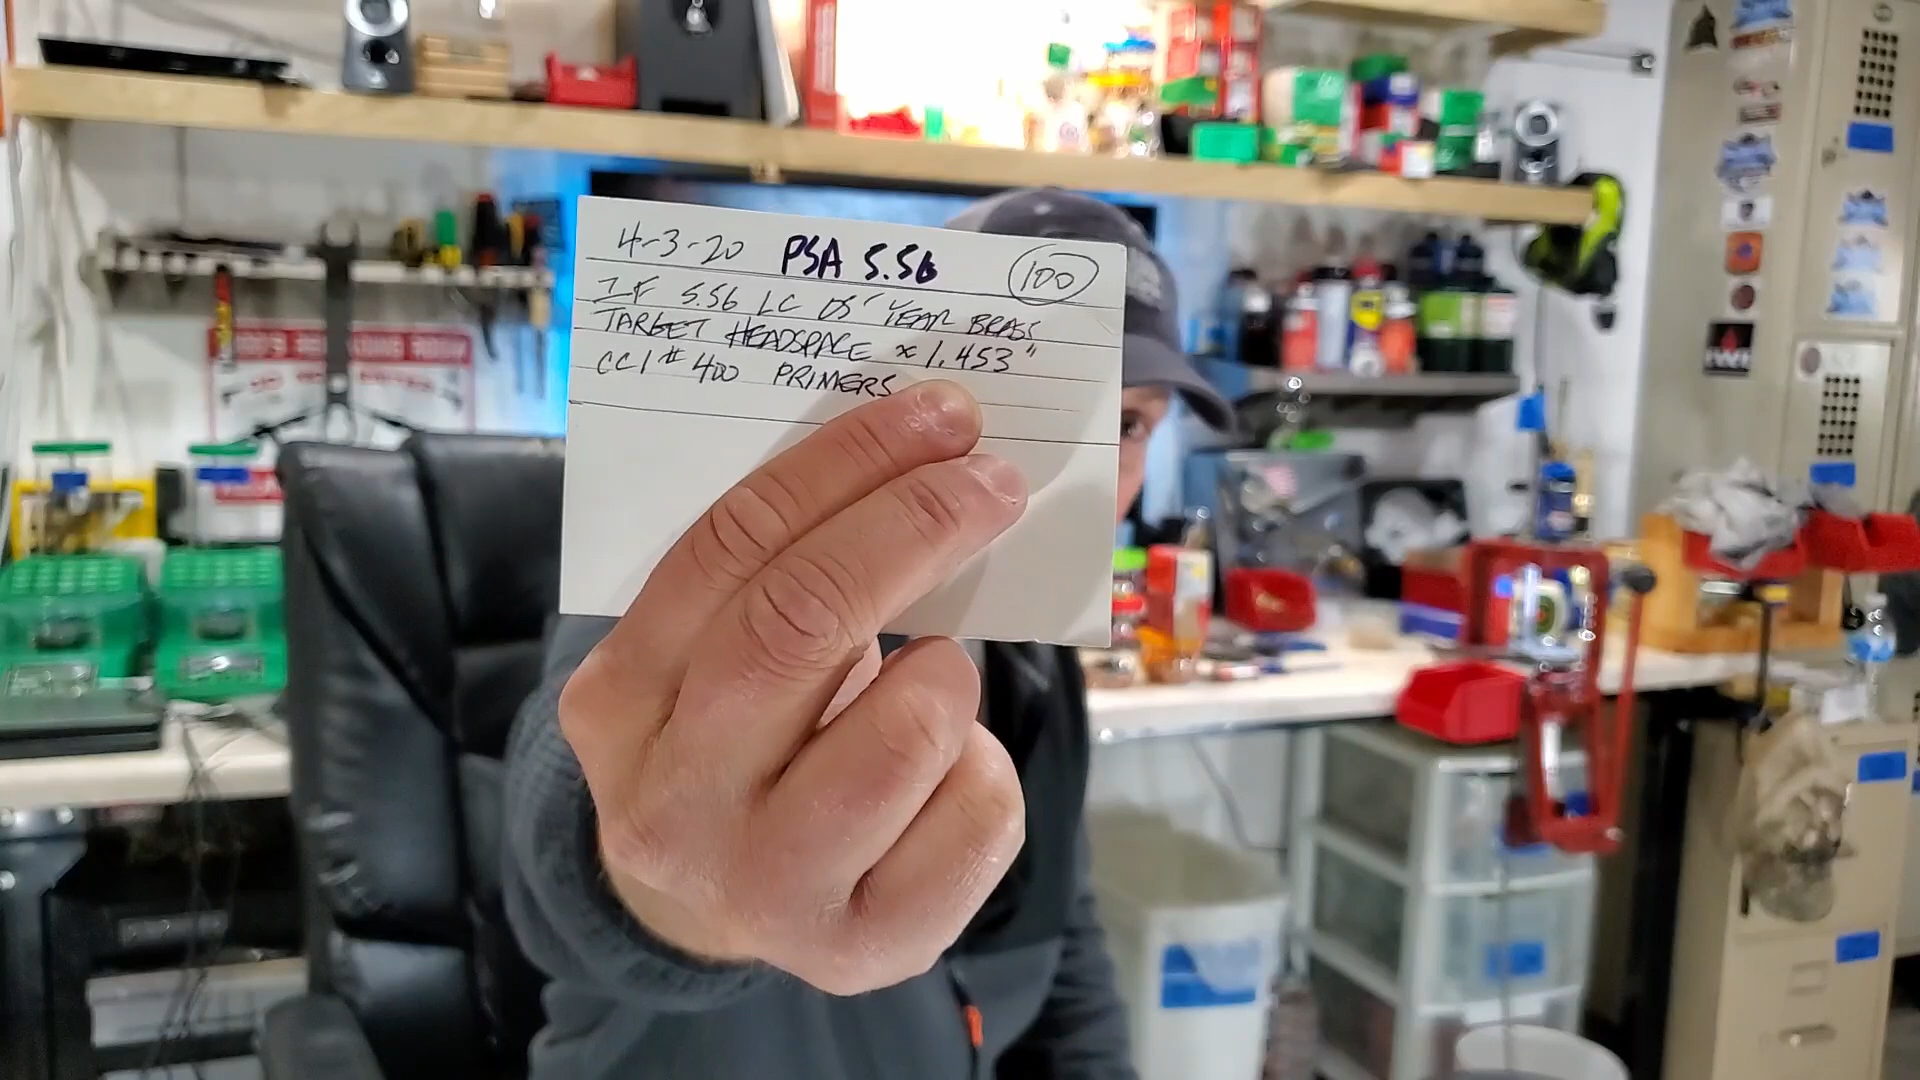 4-3-20 PSA 5.56 100
1F 5.56 LC 05' YEAR BRASS
TARGET HEADSPACE ≈ 1.453"
CCI # 400 PRIMERS